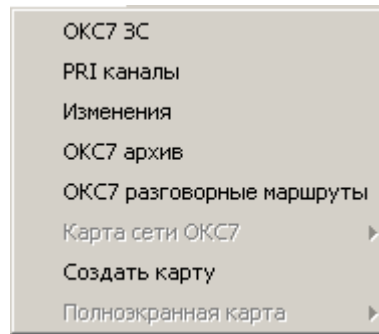 ОКС7 ЗС
PRI каналы
Изменения
ОКС7 архив
ОКС7 разговорные маршруты
Карта сети ОКС7
Создать карту
Полноэкранная карта